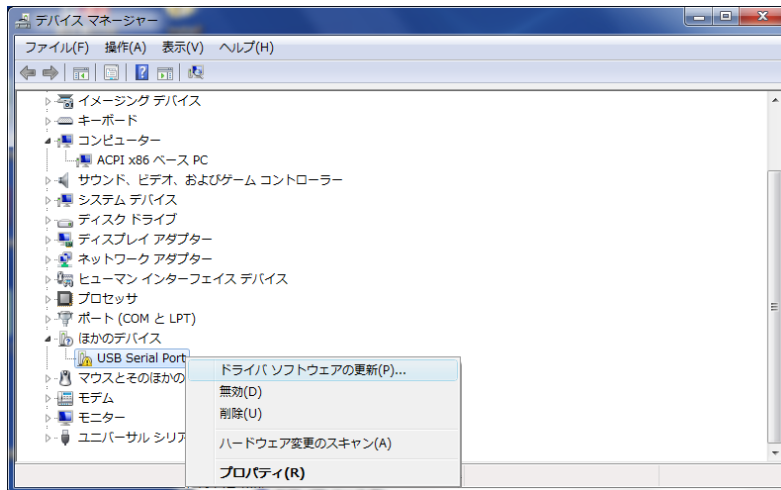 デバイス マネージャー
ファイル(F) 操作(A) 表示(V) ヘルプ(H)
イメージング デバイス
キーボード
コンピューター
ACPI x86 ベース PC
サウンド、ビデオ、およびゲーム コントローラー
システム デバイス
ディスク ドライブ
ディスプレイ アダプター
ネットワーク アダプター
ヒューマン インターフェイス デバイス
プロセッサ
ポート (COM と LPT)
ほかのデバイス
USB Serial Port
マウスとそのほかの
モデム
モニター
ユニバーサル シリア
ドライバ ソフトウェアの更新(P)...
無効(D)
削除(U)
ハードウェア変更のスキャン(A)
プロパティ(R)